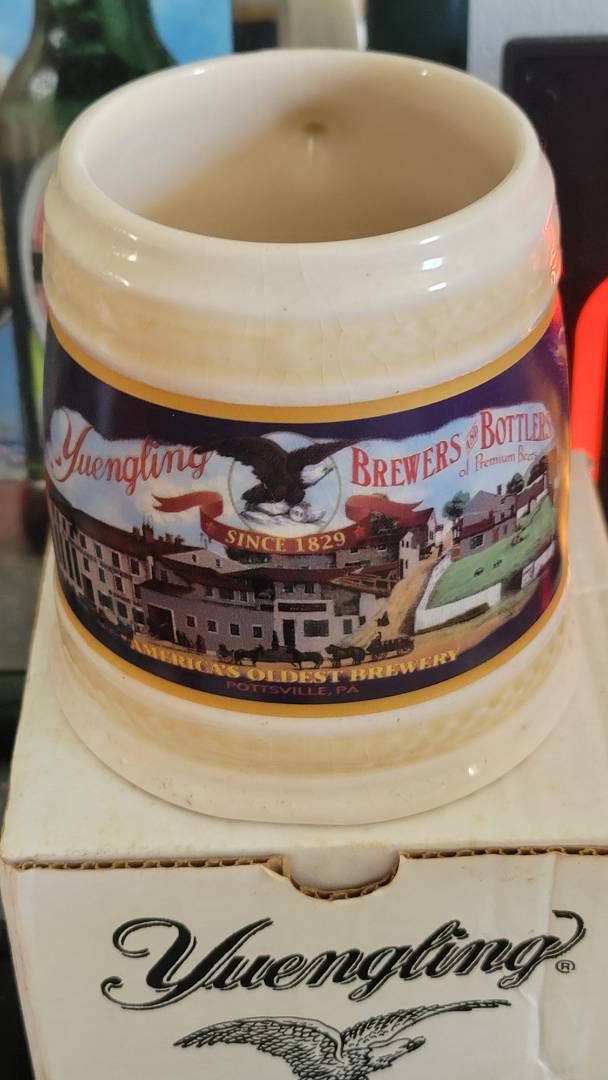 Yuengling
BREWERS AND BOTTLERS
of Premium Beers
SINCE 1829
AMERICA'S OLDEST BREWERY
POTTSVILLE, PA
Yuengling®